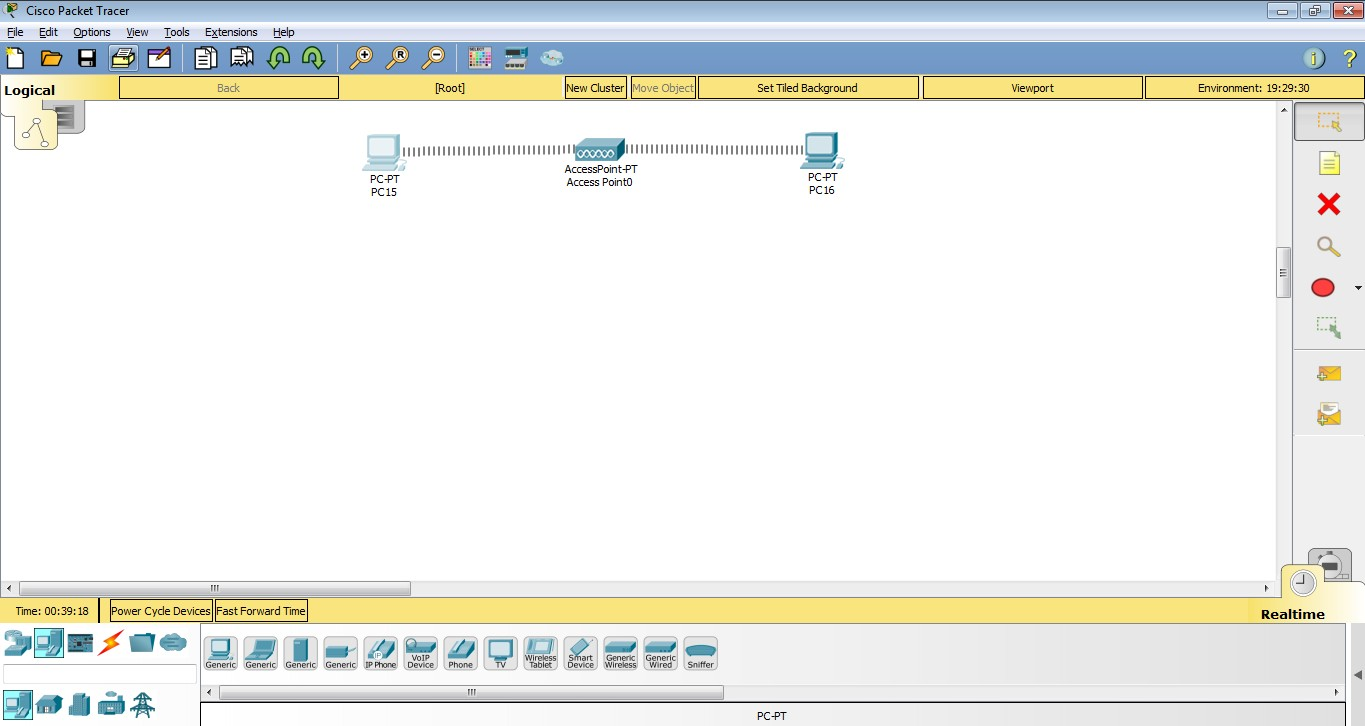 Cisco Packet Tracer
File Edit Options View Tools Extensions Help
Logical Back [Root] New Cluster Move Object Set Tiled Background Viewport Environment: 19:29:30
PC-PT
PC15
AccessPoint-PT
Access Point0
PC-PT
PC16
Time: 00:39:18 Power Cycle Devices Fast Forward Time
Realtime
Generic Generic Generic Generic IP Phone VoIP Device Phone TV Wireless Tablet Smart Device Generic Wireless Generic Wired Sniffer
PC-PT